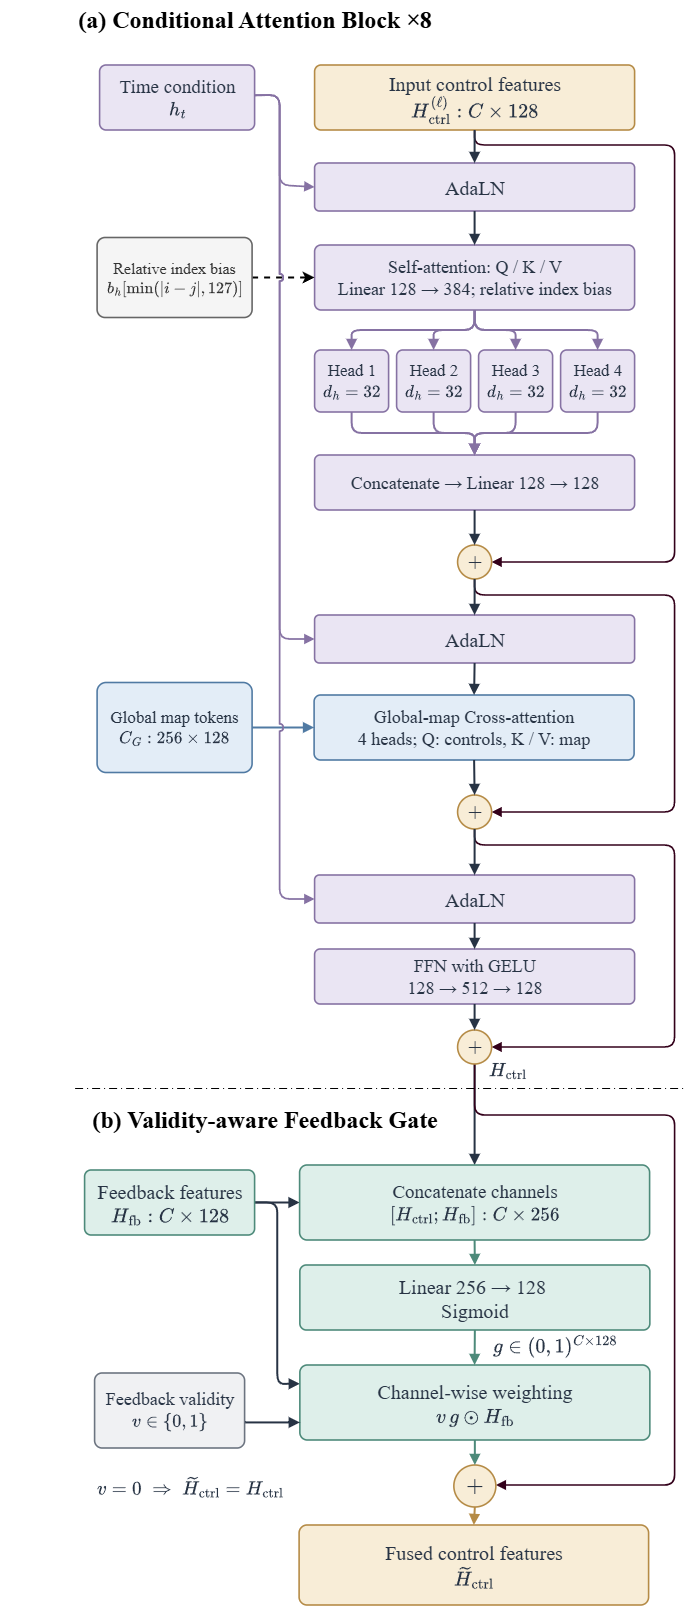 (a) Conditional Attention Block ×8
Time condition
h_t
Input control features
H_ctrl^(ℓ) : C × 128
AdaLN
Relative index bias
b_h[min(|i − j|, 127)]
Self-attention: Q / K / V
Linear 128 → 384; relative index bias
Head 1
d_h = 32
Head 2
d_h = 32
Head 3
d_h = 32
Head 4
d_h = 32
Concatenate → Linear 128 → 128
+
AdaLN
Global map tokens
C_G : 256 × 128
Global-map Cross-attention
4 heads; Q: controls, K / V: map
+
AdaLN
FFN with GELU
128 → 512 → 128
+
H_ctrl
(b) Validity-aware Feedback Gate
Feedback features
H_fb : C × 128
Concatenate channels
[H_ctrl; H_fb] : C × 256
Linear 256 → 128
Sigmoid
g ∈ (0, 1)^{C×128}
Feedback validity
v ∈ {0, 1}
Channel-wise weighting
v g ⊙ H_fb
v = 0 ⇒ H̃_ctrl = H_ctrl
+
Fused control features
H̃_ctrl